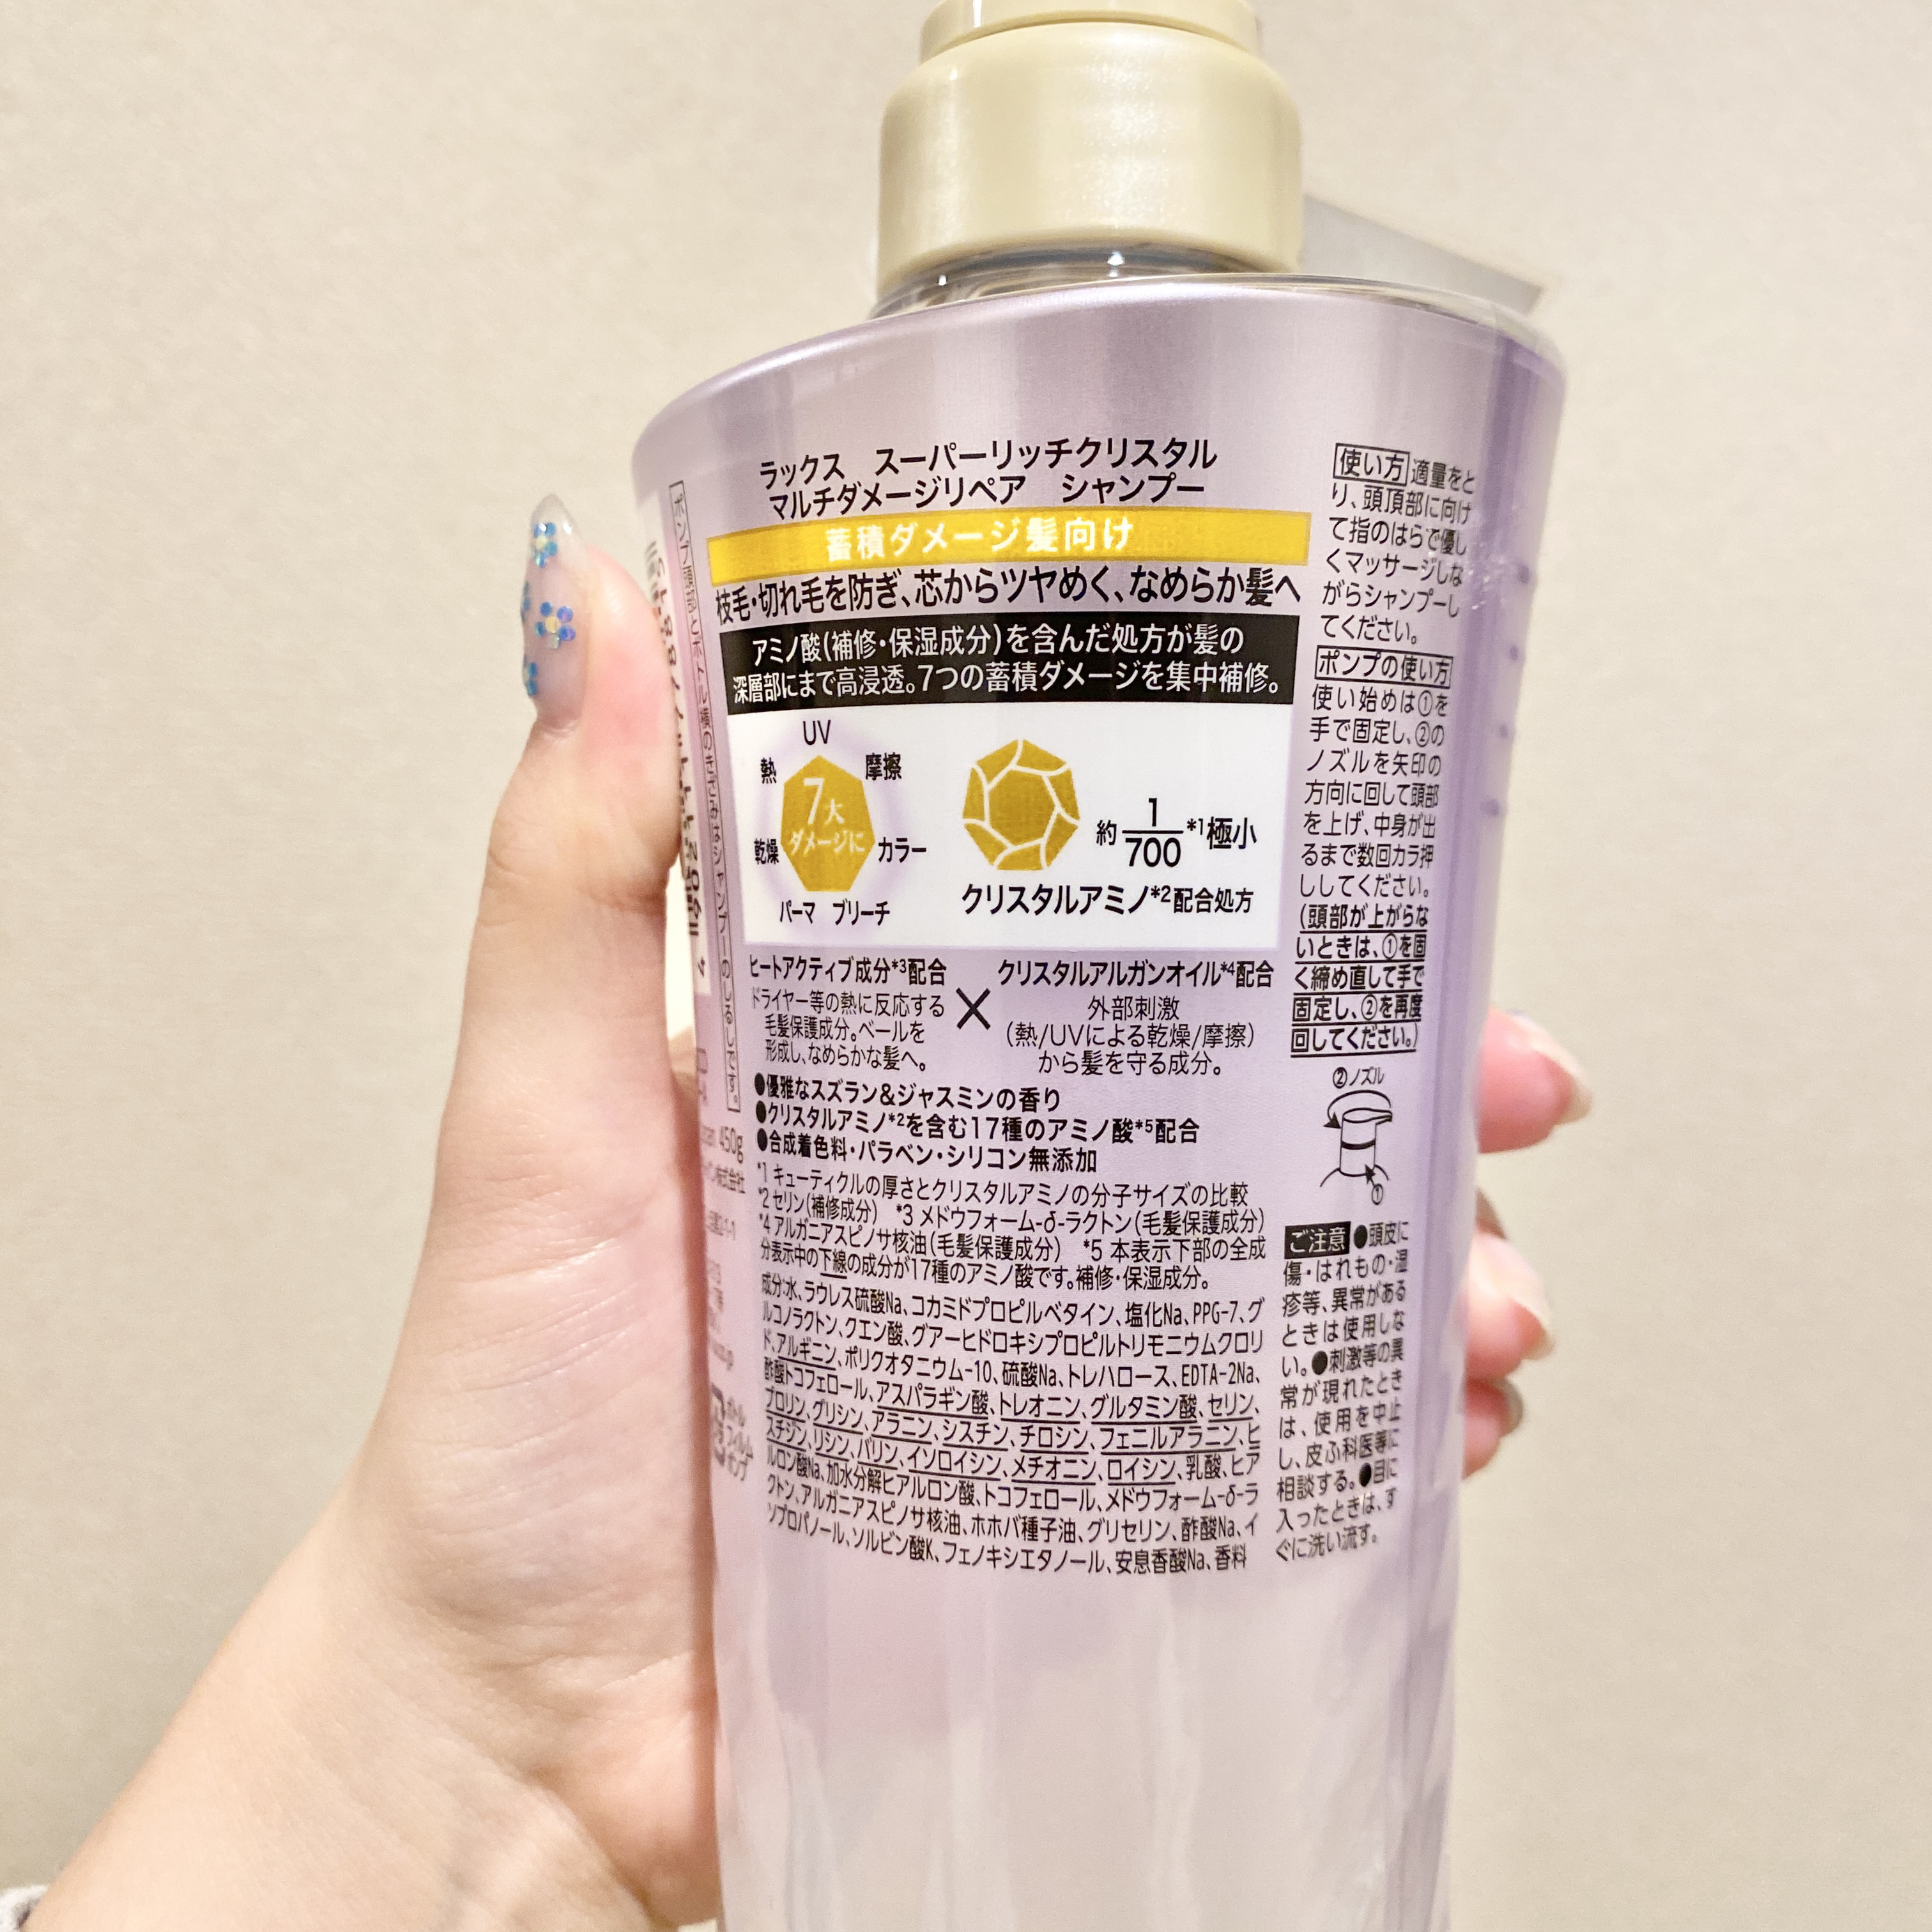 ラックス スーパーリッチクリスタル
マルチダメージリペア シャンプー
蓄積ダメージ髪向け
枝毛・切れ毛を防ぎ、芯からツヤめく、なめらか髪へ
アミノ酸(補修・保湿成分)を含んだ処方が髪の
深層部にまで高浸透。7つの蓄積ダメージを集中補修。
UV
熱
摩擦
7大
ダメージに
乾燥
カラー
パーマ ブリーチ
約1/700*1極小
クリスタルアミノ*2配合処方
ヒートアクティブ成分*3配合
ドライヤー等の熱に反応する
毛髪保護成分。ベールを
形成し、なめらかな髪へ。
×
クリスタルアルガンオイル*4配合
外部刺激
(熱/UVによる乾燥/摩擦)
から髪を守る成分。
●優雅なスズラン&ジャスミンの香り
●クリスタルアミノ*2を含む17種のアミノ酸*5配合
●合成着色料・パラベン・シリコン無添加
*1 キューティクルの厚さとクリスタルアミノの分子サイズの比較
*2 セリン(補修成分) *3 メドウフォーム-δ-ラクトン(毛髪保護成分)
*4 アルガニアスピノサ核油(毛髪保護成分) *5 本表示下部の全成
分表示中の下線の成分が17種のアミノ酸です。補修・保湿成分。
成分:水、ラウレス硫酸Na、コカミドプロピルベタイン、塩化Na、PPG-7、グ
ルコノラクトン、クエン酸、グアーヒドロキシプロピルトリモニウムクロリ
ド、アルギニン、ポリクオタニウム-10、硫酸Na、トレハロース、EDTA-2Na、
酢酸トコフェロール、アスパラギン酸、トレオニン、グルタミン酸、セリン、
プロリン、グリシン、アラニン、シスチン、チロシン、フェニルアラニン、ヒ
スチジン、リシン、バリン、イソロイシン、メチオニン、ロイシン、乳酸、ヒア
ルロン酸Na、加水分解ヒアルロン酸、トコフェロール、メドウフォーム-δ-ラ
クトン、アルガニアスピノサ核油、ホホバ種子油、グリセリン、酢酸Na、イ
ソプロパノール、ソルビン酸K、フェノキシエタノール、安息香酸Na、香料
使い方 適量をと
り、頭頂部に向け
て指のはらで優し
くマッサージしな
がらシャンプーし
てください。
ポンプの使い方
使い始めは①を
手で固定し、②の
ノズルを矢印の
方向に回して頭部
を上げ、中身が出
るまで数回カラ押
ししてください。
(頭部が上がらな
いときは、①を固
く締め直して手で
固定し、②を再度
回してください。)
②ノズル
①
ご注意 ●頭皮に
傷・はれもの・湿
疹等、異常がある
ときは使用しな
い。●刺激等の異
常が現れたとき
は、使用を中止
し、皮ふ科医等に
相談する。●目に
入ったときは、す
ぐに洗い流す。
450g
株式会社
ボトル
フィルム
ポンプ